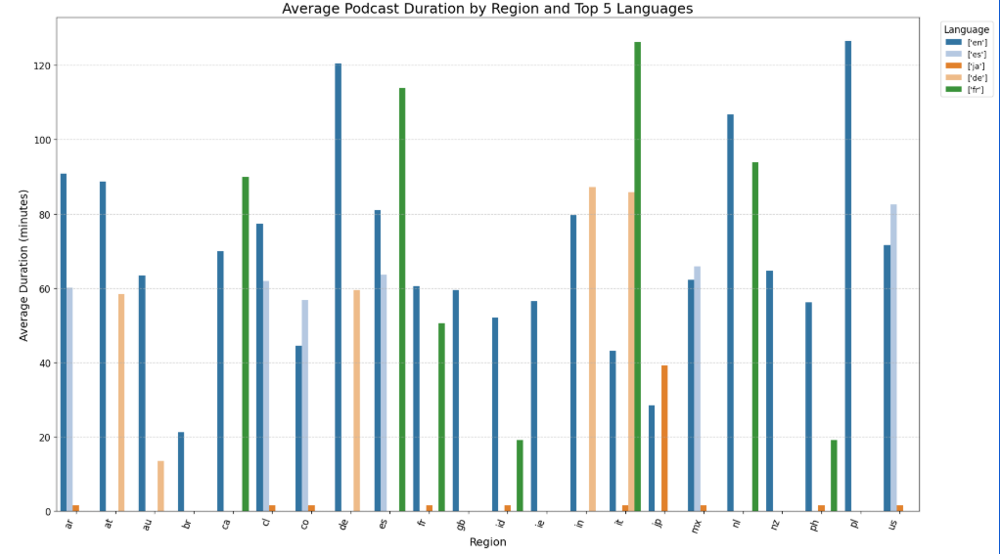 Average Podcast Duration by Region and Top 5 Languages
Language
['en']
['es']
['ja']
['de']
['fr']
Average Duration (minutes)
120
100
80
60
40
20
0
ar at au br ca cl co de es fr gb id ie in it jp mx nl nz ph pl us
Region